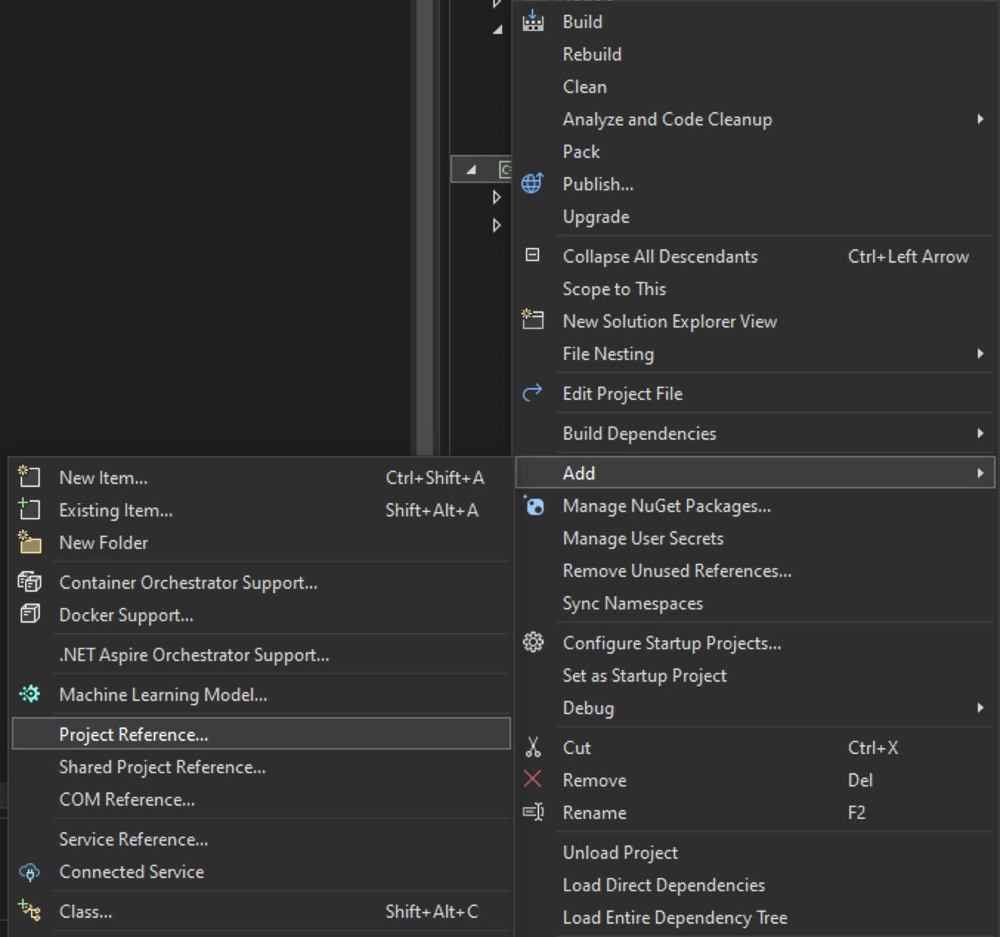 Build
Rebuild
Clean
Analyze and Code Cleanup
Pack
Publish...
Upgrade
Collapse All Descendants Ctrl+Left Arrow
Scope to This
New Solution Explorer View
File Nesting
Edit Project File
Build Dependencies
Add
Manage NuGet Packages...
Manage User Secrets
Remove Unused References...
Sync Namespaces
Configure Startup Projects...
Set as Startup Project
Debug
Cut Ctrl+X
Remove Del
Rename F2
Unload Project
Load Direct Dependencies
Load Entire Dependency Tree
New Item... Ctrl+Shift+A
Existing Item... Shift+Alt+A
New Folder
Container Orchestrator Support...
Docker Support...
.NET Aspire Orchestrator Support...
Machine Learning Model...
Project Reference...
Shared Project Reference...
COM Reference...
Service Reference...
Connected Service
Class... Shift+Alt+C